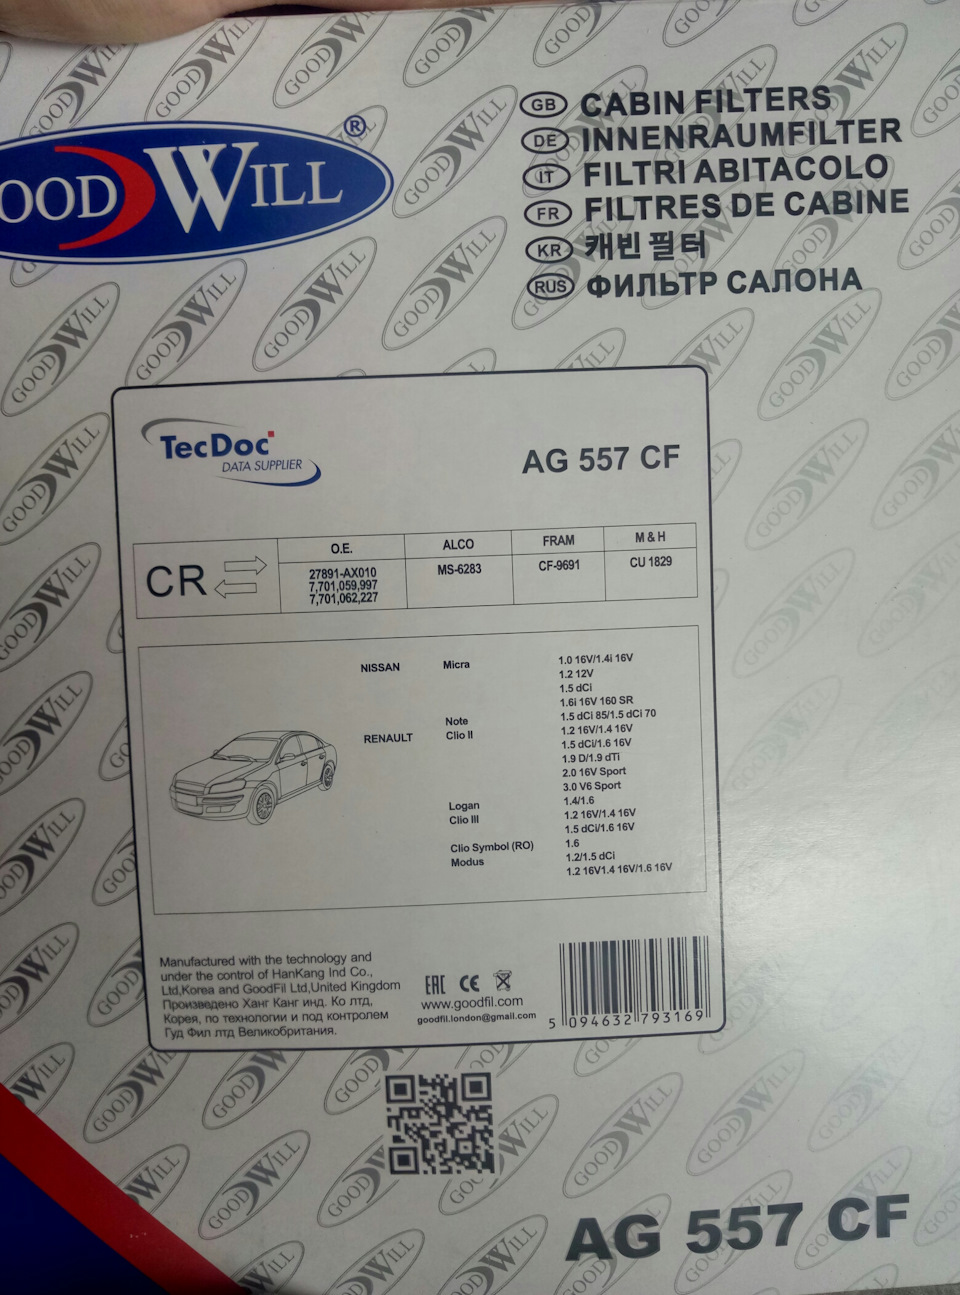 GOODWILL®
GB CABIN FILTERS
DE INNENRAUMFILTER
IT FILTRI ABITACOLO
FR FILTRES DE CABINE
KR 캐빈 필터
RUS ФИЛЬТР САЛОНА
TecDoc
DATA SUPPLIER
AG 557 CF
CR
O.E. ALCO FRAM M & H
27891-AX010 MS-6283 CF-9691 CU 1829
7,701,059,997
7,701,062,227
NISSAN Micra 1.0 16V/1.4i 16V
1.2 12V
1.5 dCi
1.6i 16V 160 SR
Note 1.5 dCi 85/1.5 dCi 70
RENAULT Clio II 1.2 16V/1.4 16V
1.5 dCi/1.6 16V
1.9 D/1.9 dTi
2.0 16V Sport
3.0 V6 Sport
Logan 1.4/1.6
Clio III 1.2 16V/1.4 16V
1.5 dCi/1.6 16V
Clio Symbol (RO) 1.6
Modus 1.2/1.5 dCi
1.2 16V1.4 16V/1.6 16V
Manufactured with the technology and
under the control of HanKang Ind Co.,
Ltd,Korea and GoodFil Ltd,United Kingdom
Произведено Ханг Канг инд. Ко лтд,
Корея, по технологии и под контролем
Гуд Фил лтд Великобритания.
EAC CE
www.goodfil.com
goodfil.london@gmail.com
5 094632 793169
AG 557 CF